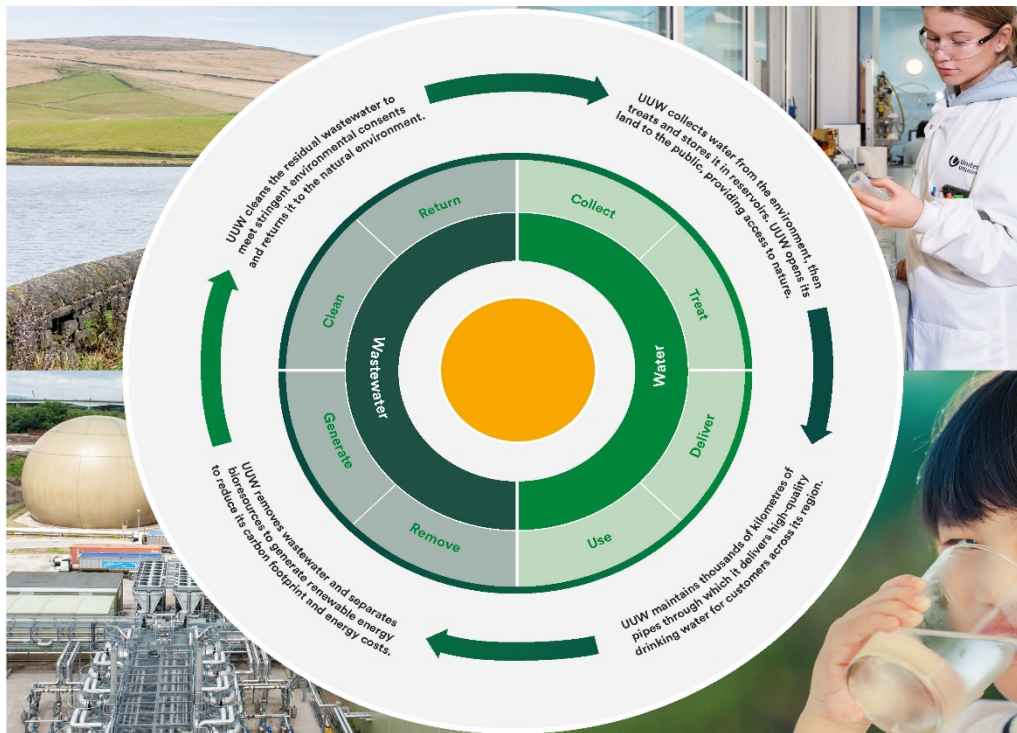 UUW collects water from the environment, then
treats and stores it in reservoirs. UUW opens its
land to the public, providing access to nature.
UUW maintains thousands of kilometres of
pipes through which it delivers high-quality
drinking water for customers across its region.
UUW removes wastewater and separates
bioresources to generate renewable energy
to reduce its carbon footprint and energy costs.
UUW cleans the residual wastewater to
meet stringent environmental consents
and returns it to the natural environment.
Collect
Treat
Deliver
Use
Remove
Generate
Clean
Return
Water
Wastewater
United
Utilities